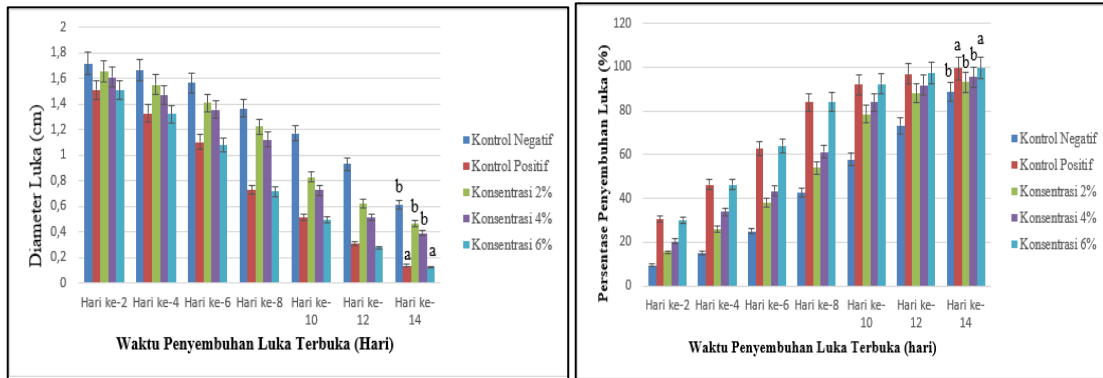 Diameter Luka (cm)
2
1,8
1,6
1,4
1,2
1
0,8
0,6
0,4
0,2
0
b
b
b
a
a
Hari ke-2 Hari ke-4 Hari ke-6 Hari ke-8 Hari ke- Hari ke- Hari ke-
10 12 14
Waktu Penyembuhan Luka Terbuka (Hari)
Kontrol Negatif
Kontrol Positif
Konsentrasi 2%
Konsentrasi 4%
Konsentrasi 6%
Persentase Penyembuhan Luka (%)
120
100
80
60
40
20
0
a a
b b b
Hari ke-2 Hari ke-4 Hari ke-6 Hari ke-8 Hari ke- Hari ke- Hari ke-
10 12 14
Waktu Penyembuhan Luka Terbuka (hari)
Kontrol Negatif
Kontrol Positif
Konsentrasi 2%
Konsentrasi 4%
Konsentrasi 6%